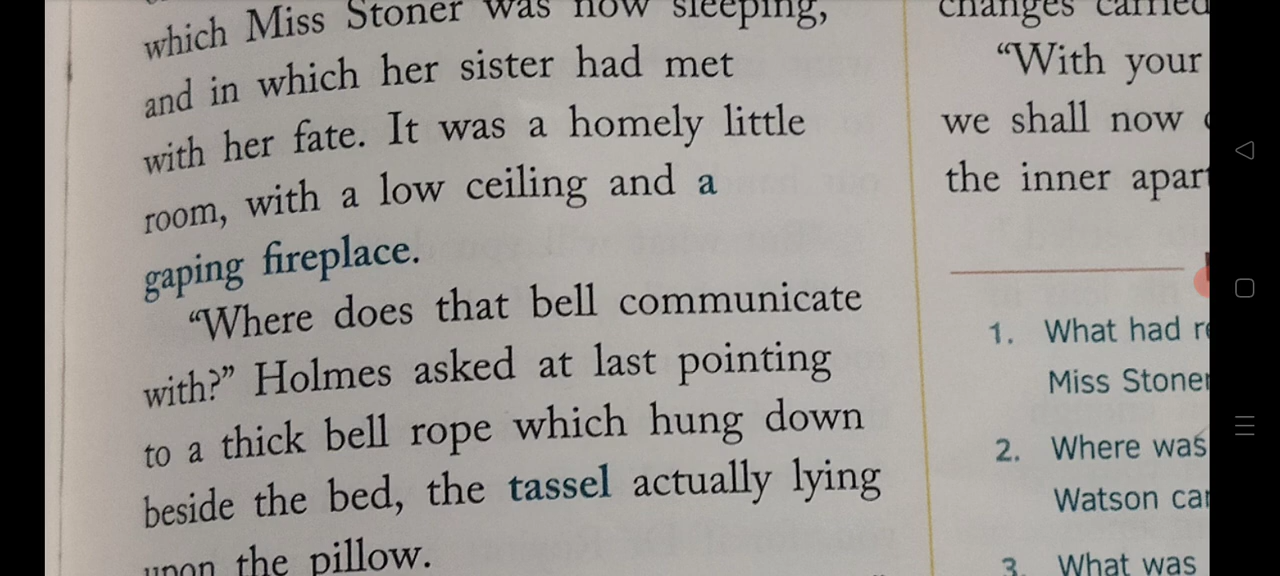 which Miss Stoner was now sleeping,
and in which her sister had met
with her fate. It was a homely little
room, with a low ceiling and a
gaping fireplace.
“Where does that bell communicate
with?” Holmes asked at last pointing
to a thick bell rope which hung down
beside the bed, the tassel actually lying
upon the pillow.
changes carried
“With your
we shall now
the inner
1. What had
Miss
2. Where was
Watson
3. What was